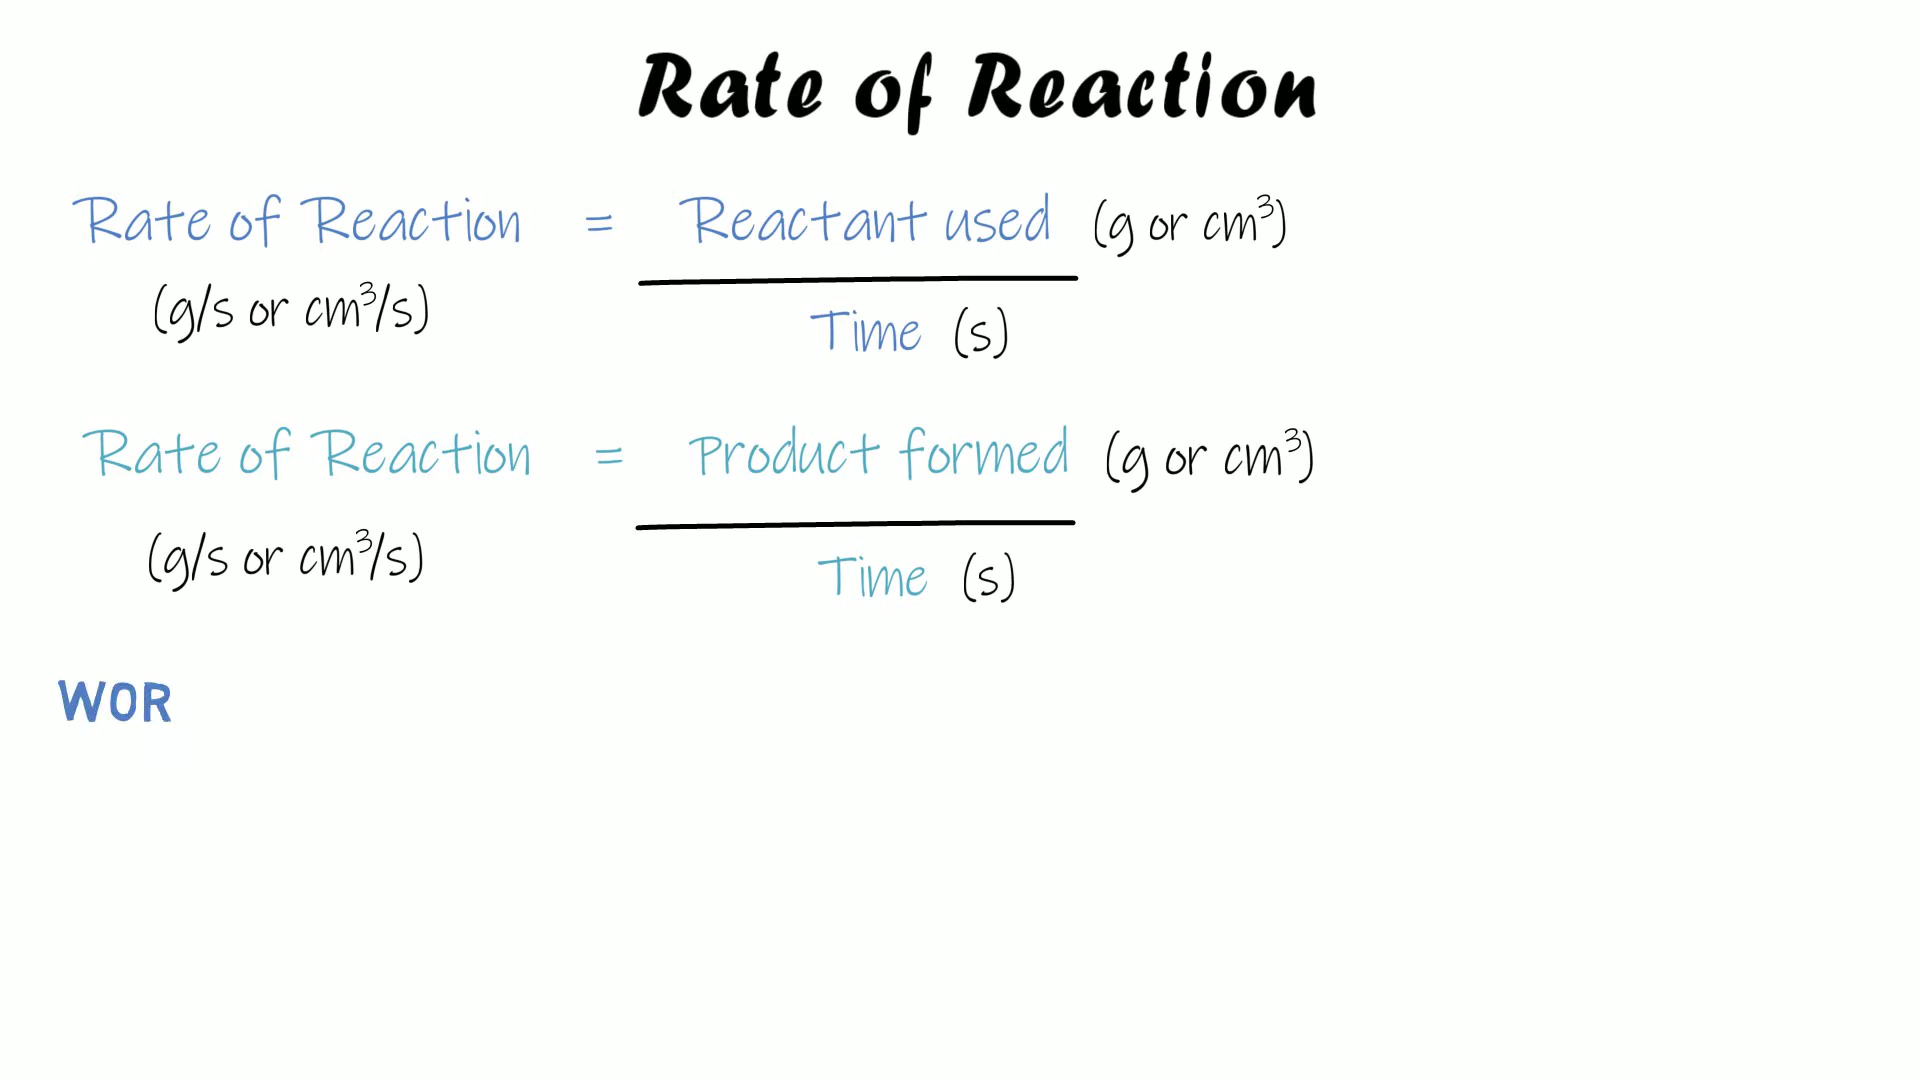 Rate of Reaction
Rate of Reaction = Reactant used (g or cm³)
(g/s or cm³/s)
Time (s)
Rate of Reaction = Product formed (g or cm³)
(g/s or cm³/s)
Time (s)
WOR